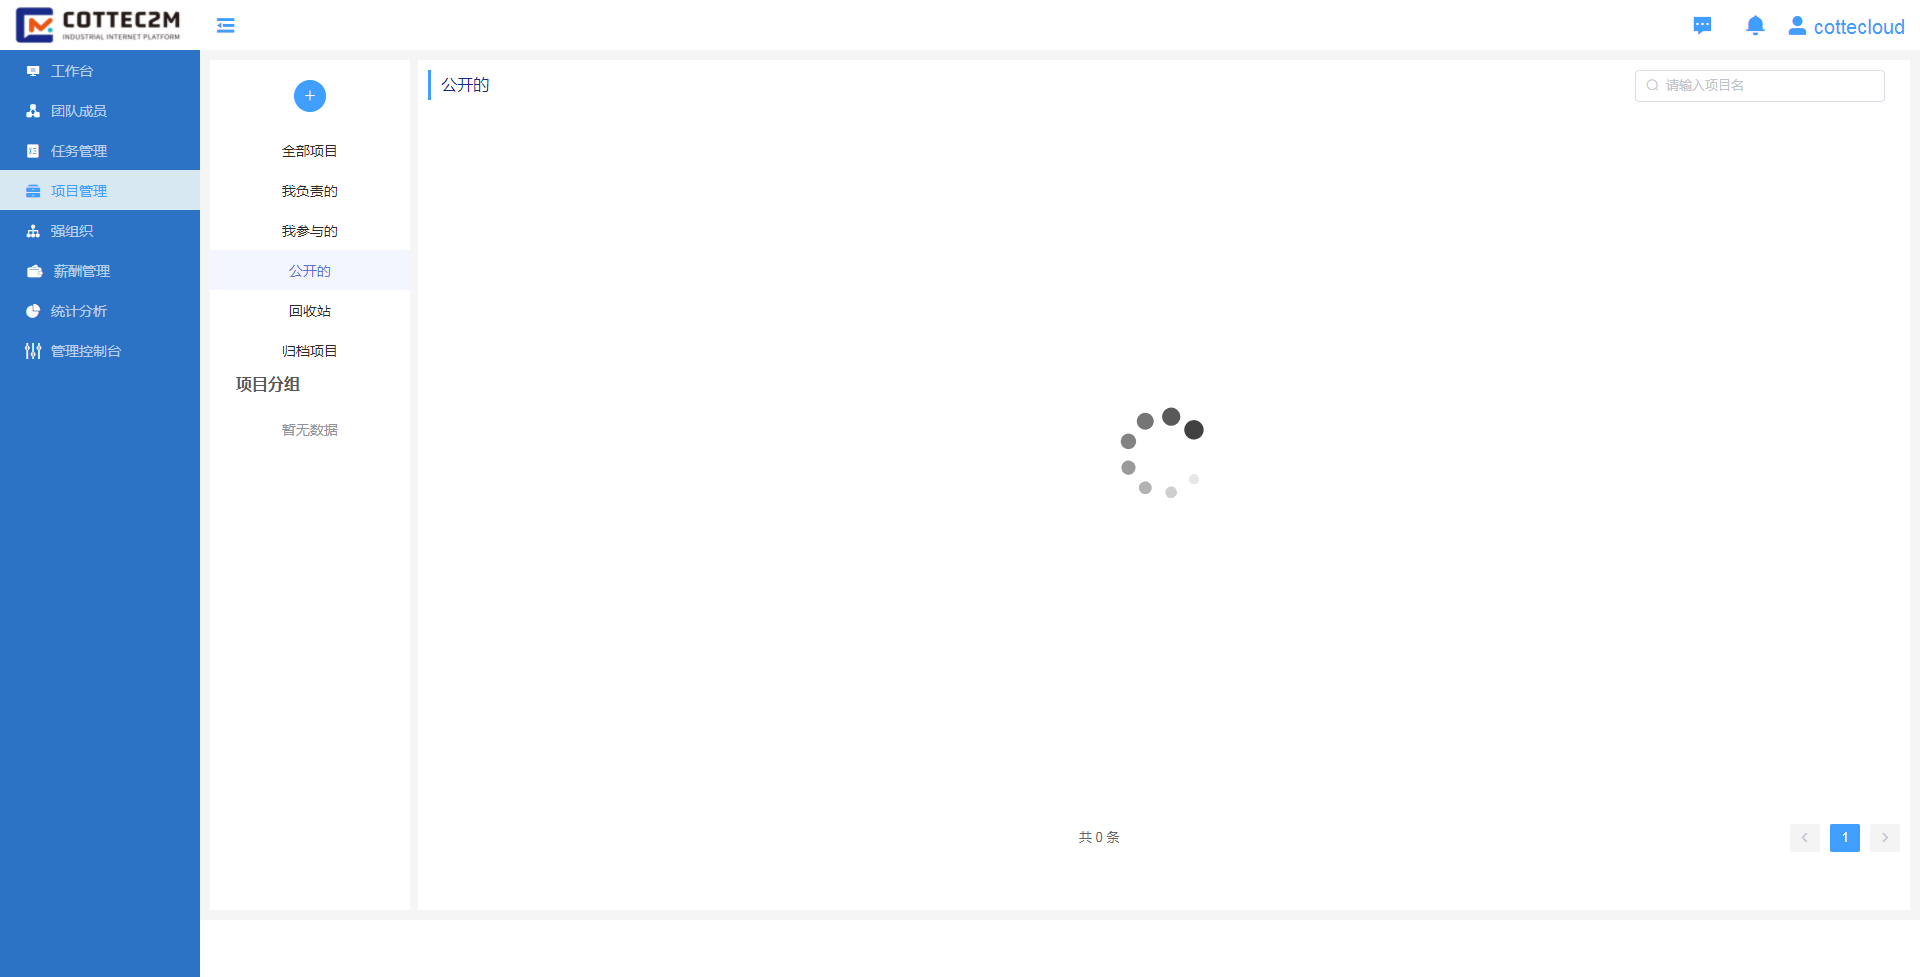 COTTEC2M
INDUSTRIAL INTERNET PLATFORM
cottecloud
工作台
团队成员
任务管理
项目管理
强组织
薪酬管理
统计分析
管理控制台
全部项目
我负责的
我参与的
公开的
回收站
归档项目
项目分组
暂无数据
公开的
请输入项目名
共 0 条
1